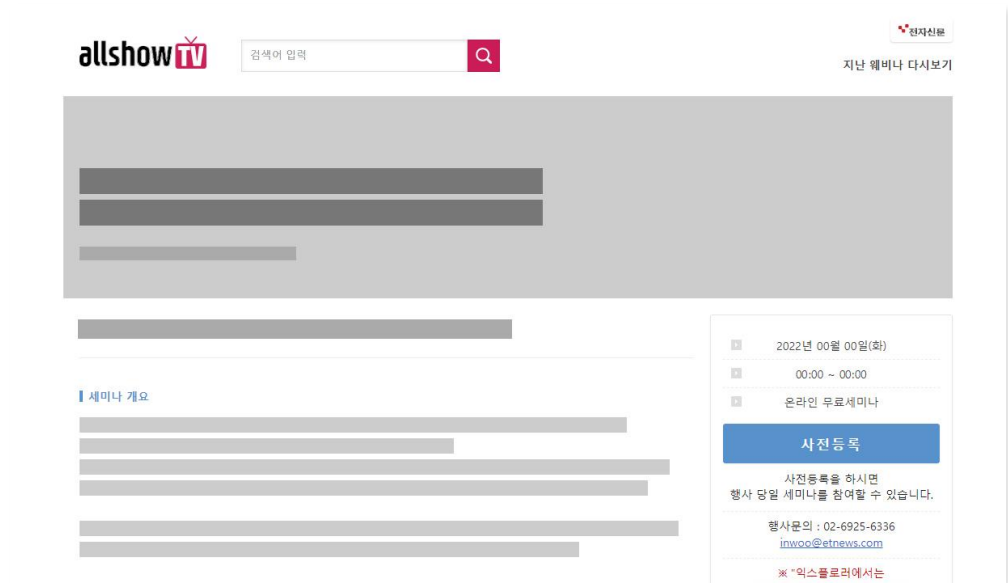 전자신문
allshow TV
검색어 입력
지난 웨비나 다시보기
2022년 00월 00일(화)
00:00 ~ 00:00
온라인 무료세미나
세미나 개요
사전등록
사전등록을 하시면
행사 당일 세미나를 참여할 수 있습니다.
행사문의 : 02-6925-6336
inwoo@etnews.com
※ "익스플로러에서는